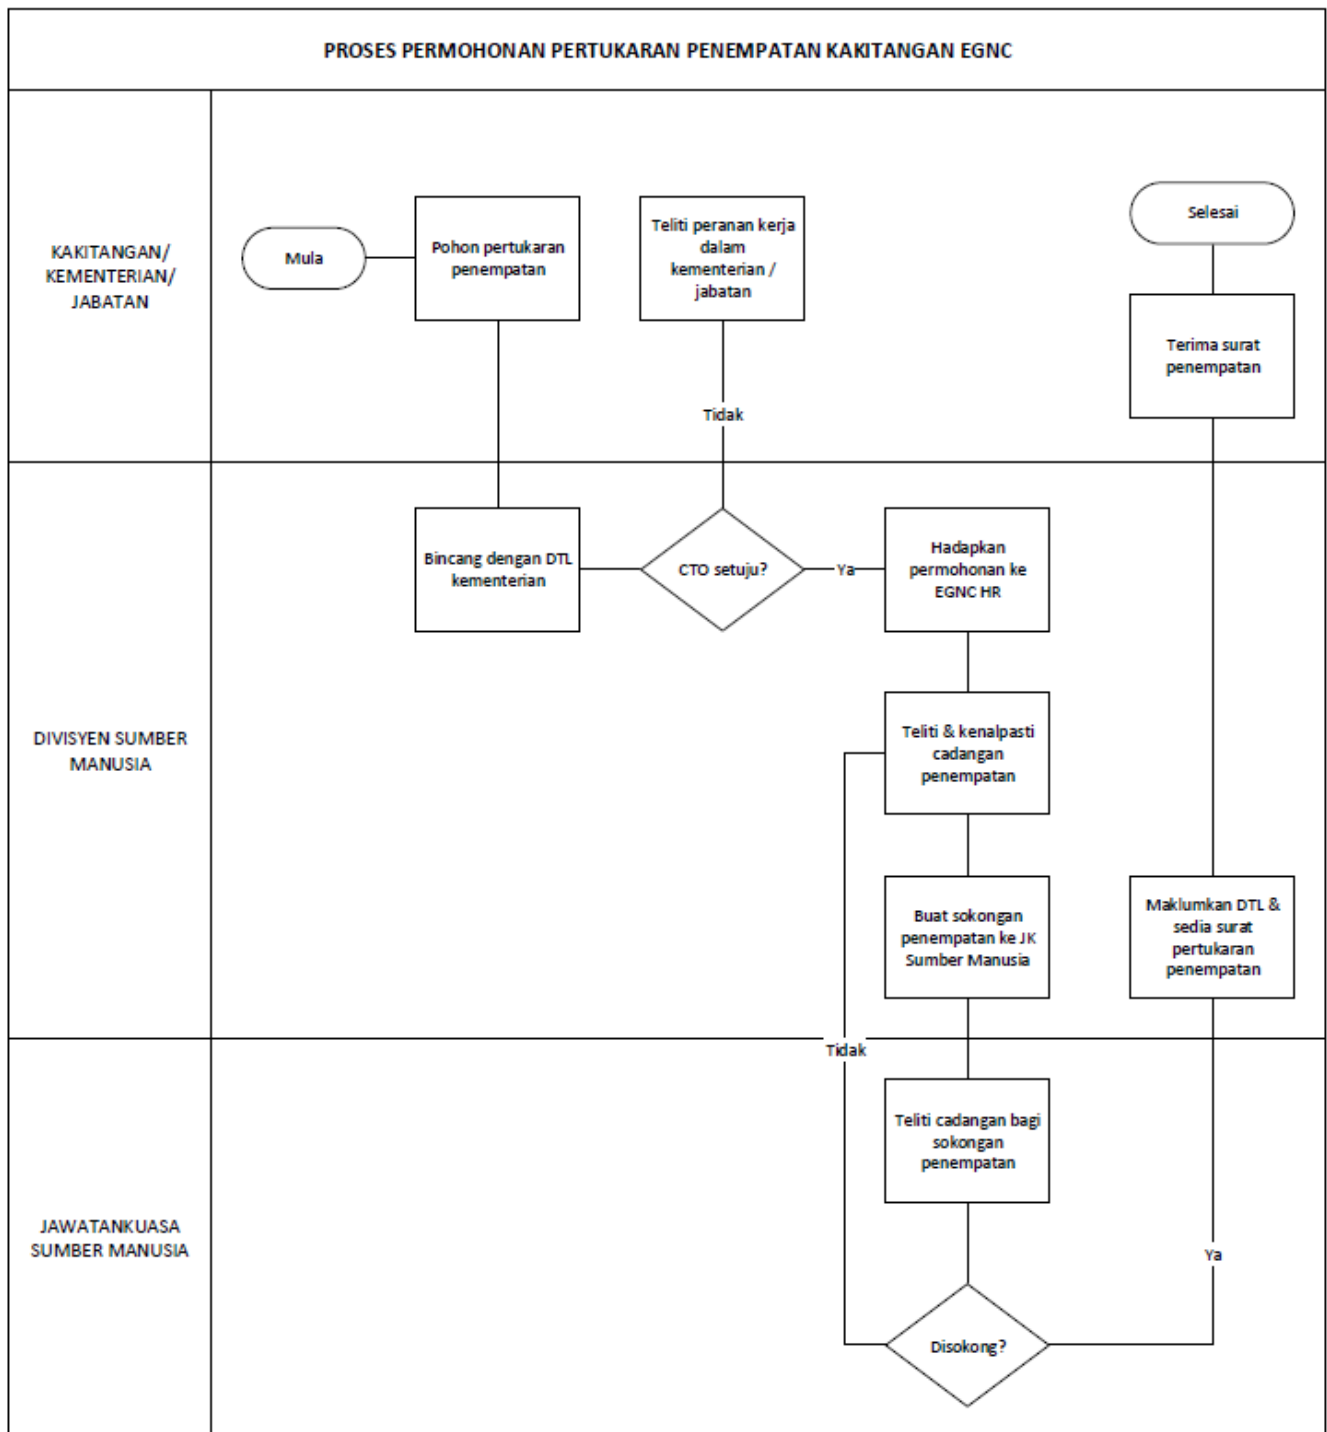 PROSES PERMOHONAN PERTUKARAN PENEMPATAN KAKITANGAN EGNC
KAKITANGAN/
KEMENTERIAN/
JABATAN
Mula
Pohon pertukaran
penempatan
Teliti peranan kerja
dalam
kementerian /
jabatan
Selesai
Terima surat
penempatan
Tidak
DIVISYEN SUMBER
MANUSIA
Bincang dengan DTL
kementerian
CTO setuju?
Ya
Hadapkan
permohonan ke
EGNC HR
Teliti & kenalpasti
cadangan
penempatan
Buat sokongan
penempatan ke JK
Sumber Manusia
Maklumkan DTL &
sedia surat
pertukaran
penempatan
Tidak
JAWATANKUASA
SUMBER MANUSIA
Teliti cadangan bagi
sokongan
penempatan
Ya
Disokong?